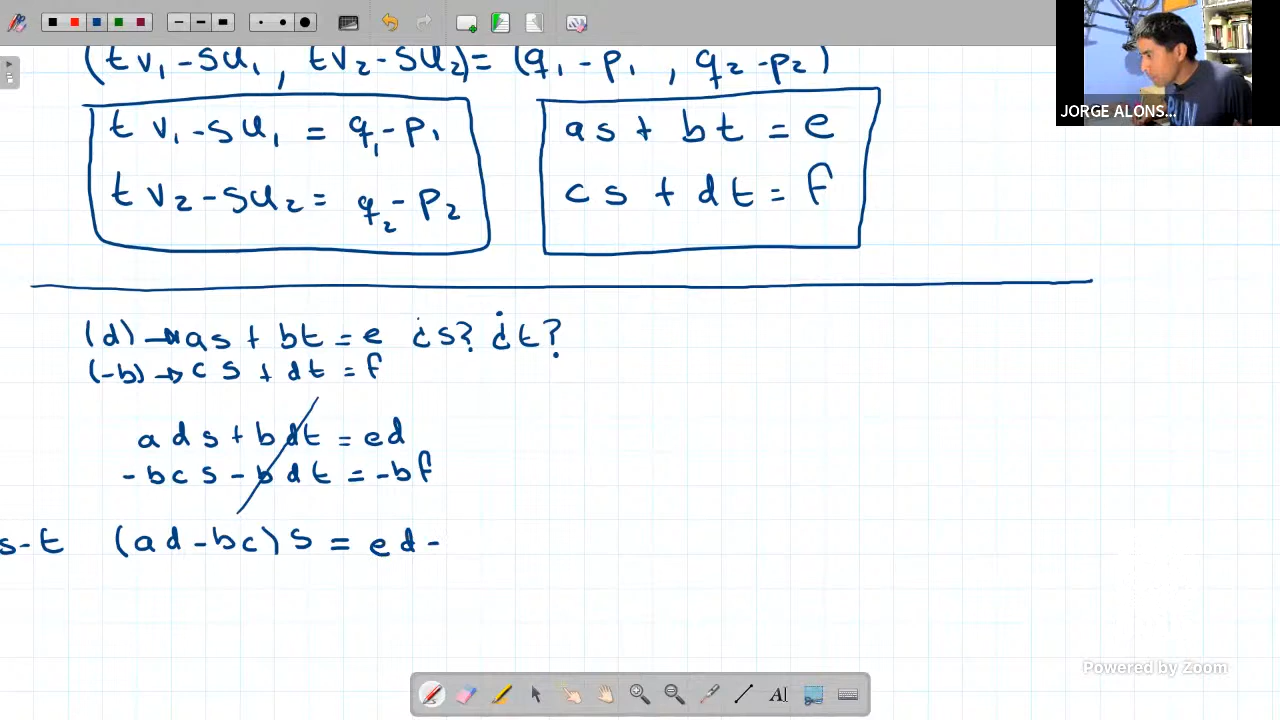 (tv₁-su₁, tv₂-su₂)= (q₁-p₁, q₂-p₂)
tv₁-su₁ = q₁-p₁
tv₂-su₂= q₂-p₂
as + bt = e
cs + dt = f
(d) → as + bt = e ¿s? ¿t?
(-b) → cs + dt = f
ads + bdt = ed
-bcs - bdt = -bf
s-t (ad-bc)s = ed -
JORGE ALONS...
Powered by Zoom
AI